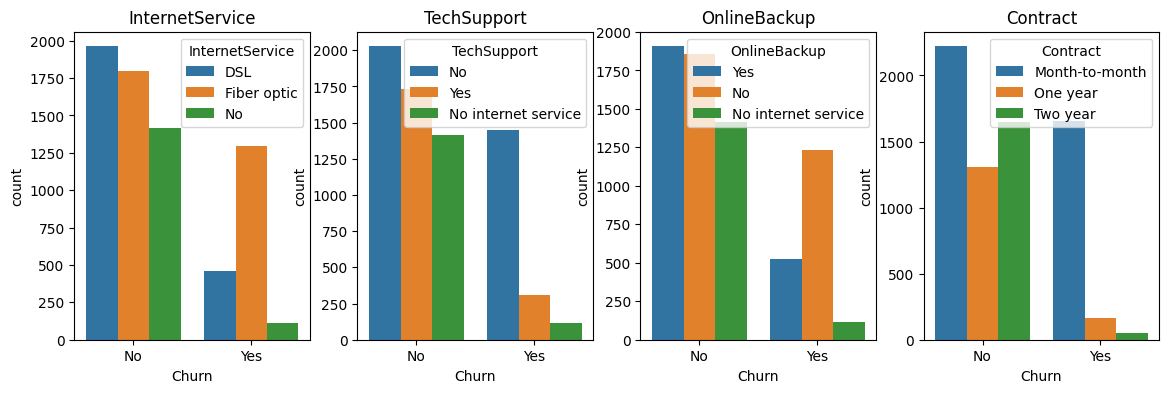 InternetService
2000
1750
1500
1250
1000
750
500
250
0
count
No
Yes
Churn
InternetService
DSL
Fiber optic
No
TechSupport
2000
1750
1500
1250
1000
750
500
250
0
count
No
Yes
Churn
TechSupport
No
Yes
No internet service
OnlineBackup
2000
1750
1500
1250
1000
750
500
250
0
count
No
Yes
Churn
OnlineBackup
Yes
No
No internet service
Contract
2000
1500
1000
500
0
count
No
Yes
Churn
Contract
Month-to-month
One year
Two year